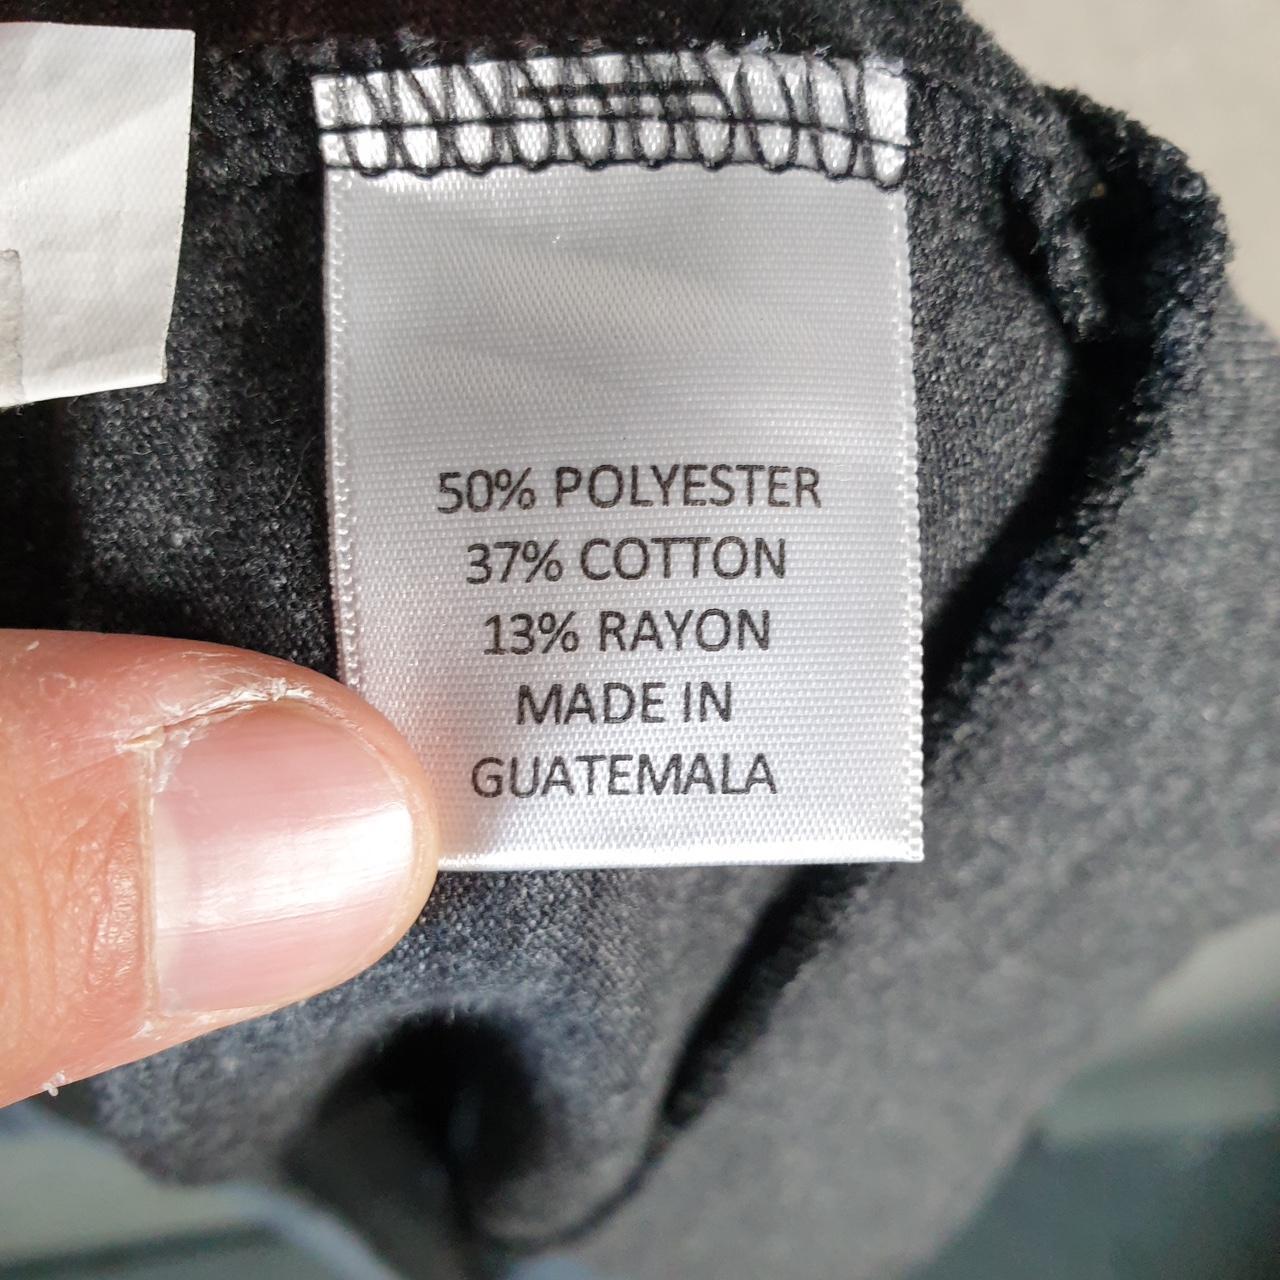 50% POLYESTER
37% COTTON
13% RAYON
MADE IN
GUATEMALA